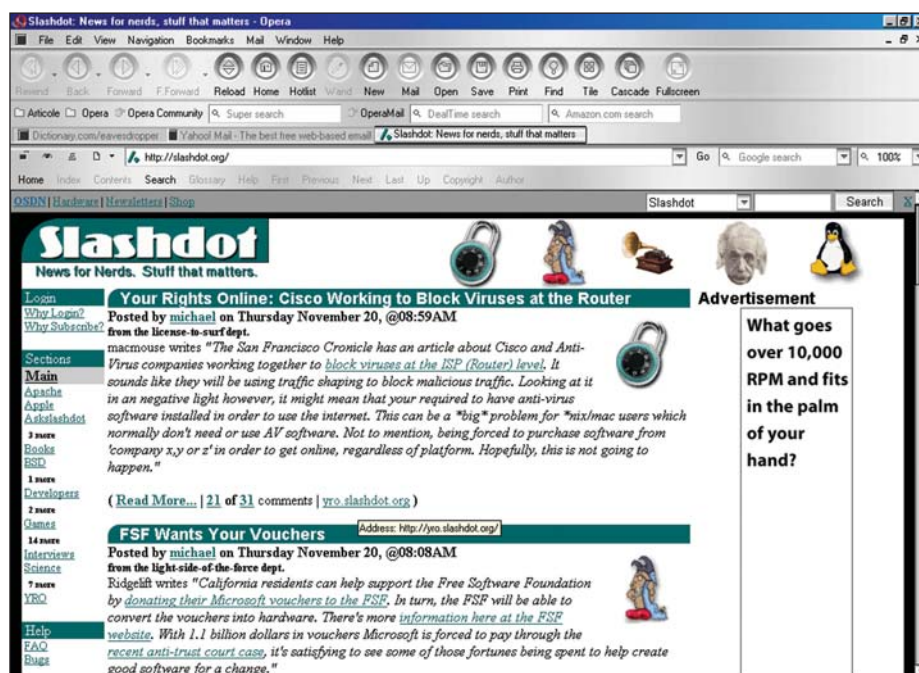 Slashdot: News for nerds, stuff that matters - Opera
File Edit View Navigation Bookmarks Mail Window Help
Rewind Back Forward F.Forward Reload Home Hotlist Wand New Mail Open Save Print Find Tile Cascade Fullscreen
Articole Opera Opera Community Super search OperaMail DealTime search Amazon.com search
Dictionary.com/eavesdropper Yahoo! Mail - The best free web-based email Slashdot: News for nerds, stuff that matters
http://slashdot.org/ Go Google search 100%
Home Index Contents Search Glossary Help First Previous Next Last Up Copyright Author
OSDN | Hardware | Newsletters | Shop Slashdot Search X
Slashdot
News for Nerds. Stuff that matters.
Login
Why Login?
Why Subscribe?
Sections
Main
Apache
Apple
Askslashdot
3 more
Books
BSD
1 more
Developers
2 more
Games
14 more
Interviews
Science
7 more
YRO
Help
FAQ
Bugs
Your Rights Online: Cisco Working to Block Viruses at the Router
Posted by michael on Thursday November 20, @08:59AM
from the license-to-surf dept.
macmouse writes "The San Francisco Cronicle has an article about Cisco and Anti-
Virus companies working together to block viruses at the ISP (Router) level. It
sounds like they will be using traffic shaping to block malicious traffic. Looking at it
in an negative light however, it might mean that your required to have anti-virus
software installed in order to use the internet. This can be a *big* problem for *nix/mac users which
normally don't need or use AV software. Not to mention, being forced to purchase software from
'company x,y or z' in order to get online, regardless of platform. Hopefully, this is not going to
happen."
( Read More... | 21 of 31 comments | yro.slashdot.org )
Address: http://yro.slashdot.org/
FSF Wants Your Vouchers
Posted by michael on Thursday November 20, @08:08AM
from the light-side-of-the-force dept.
Ridgelift writes "California residents can help support the Free Software Foundation
by donating their Microsoft vouchers to the FSF. In turn, the FSF will be able to
convert the vouchers into hardware. There's more information here at the FSF
website. With 1.1 billion dollars in vouchers Microsoft is forced to pay through the
recent anti-trust court case, it's satisfying to see some of those fortunes being spent to help create
good software for a change."
Advertisement
What goes
over 10,000
RPM and fits
in the palm
of your
hand?